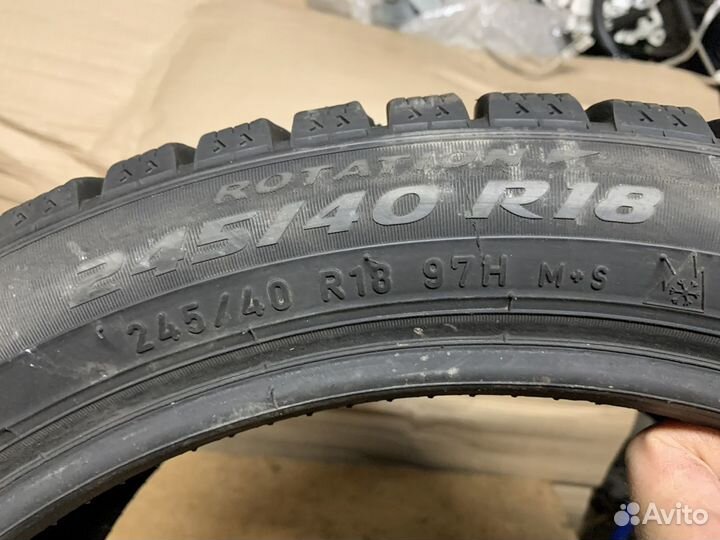 ROTATION
245/40 R18
245/40 R18 97H M+S
Avito